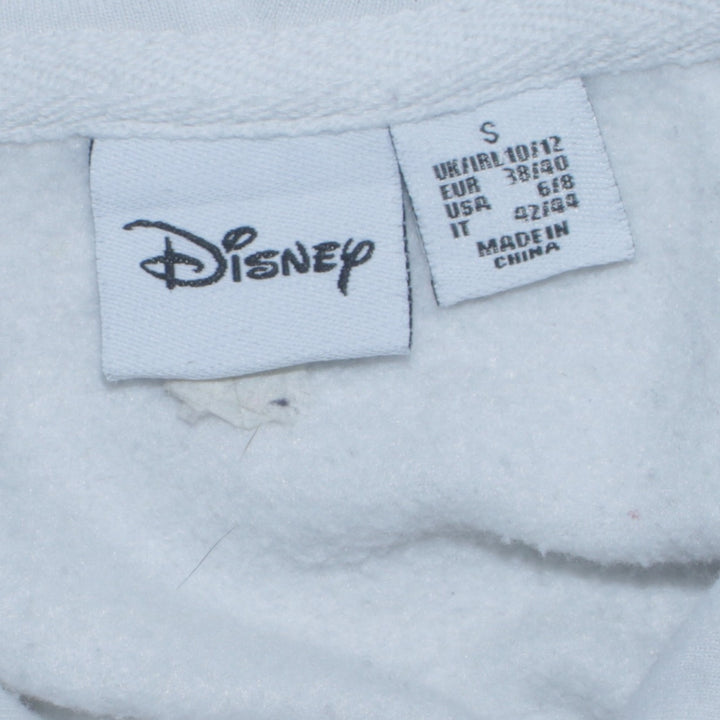 Disney
S
UK/IRL 10/12
EUR 38/40
USA 6/8
IT 42/44
MADE IN
CHINA